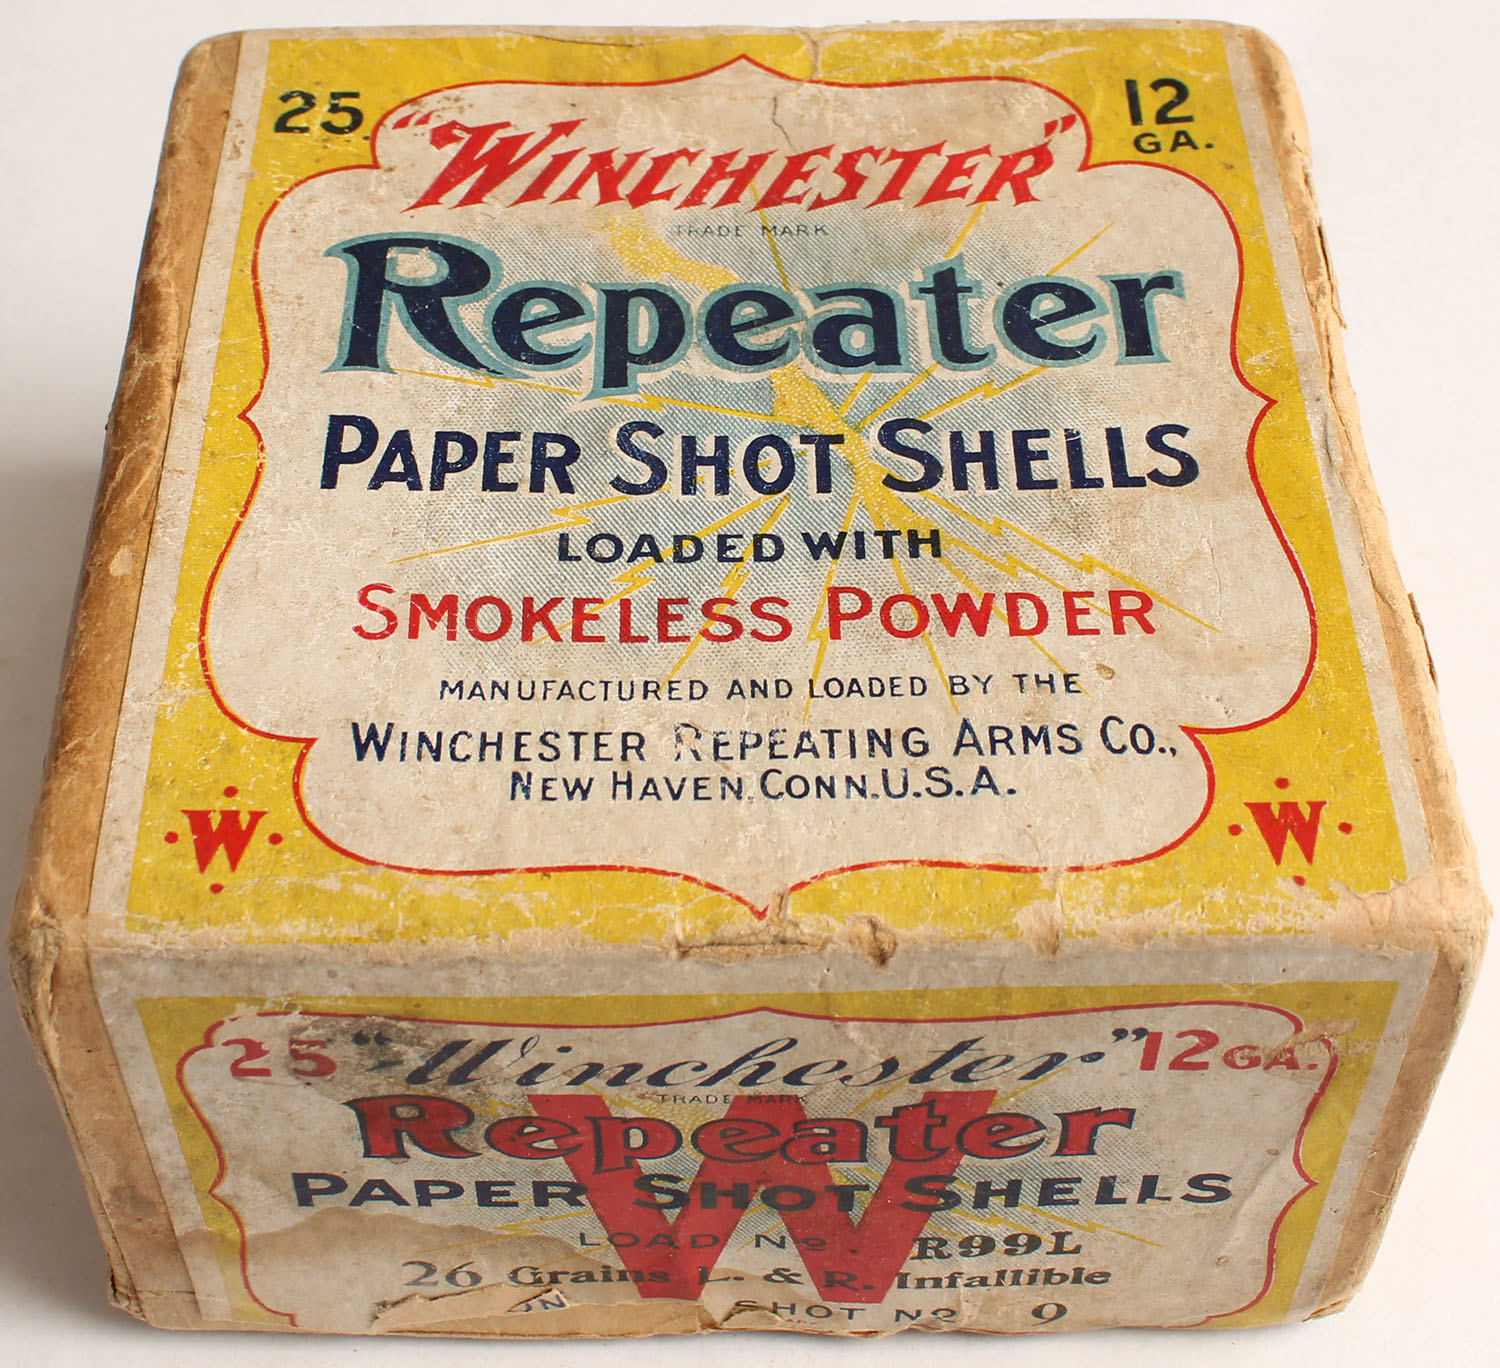 25. 12
GA.
"WINCHESTER"
TRADE MARK
Repeater
PAPER SHOT SHELLS
LOADED WITH
SMOKELESS POWDER
MANUFACTURED AND LOADED BY THE
WINCHESTER REPEATING ARMS CO.,
NEW HAVEN, CONN. U.S.A.
W W
25 "Winchester" 12 GA.
TRADE MARK
Repeater
W
PAPER SHOT SHELLS
LOAD No. R99L
26 Grains L. & R. Infallible
SHOT No 9